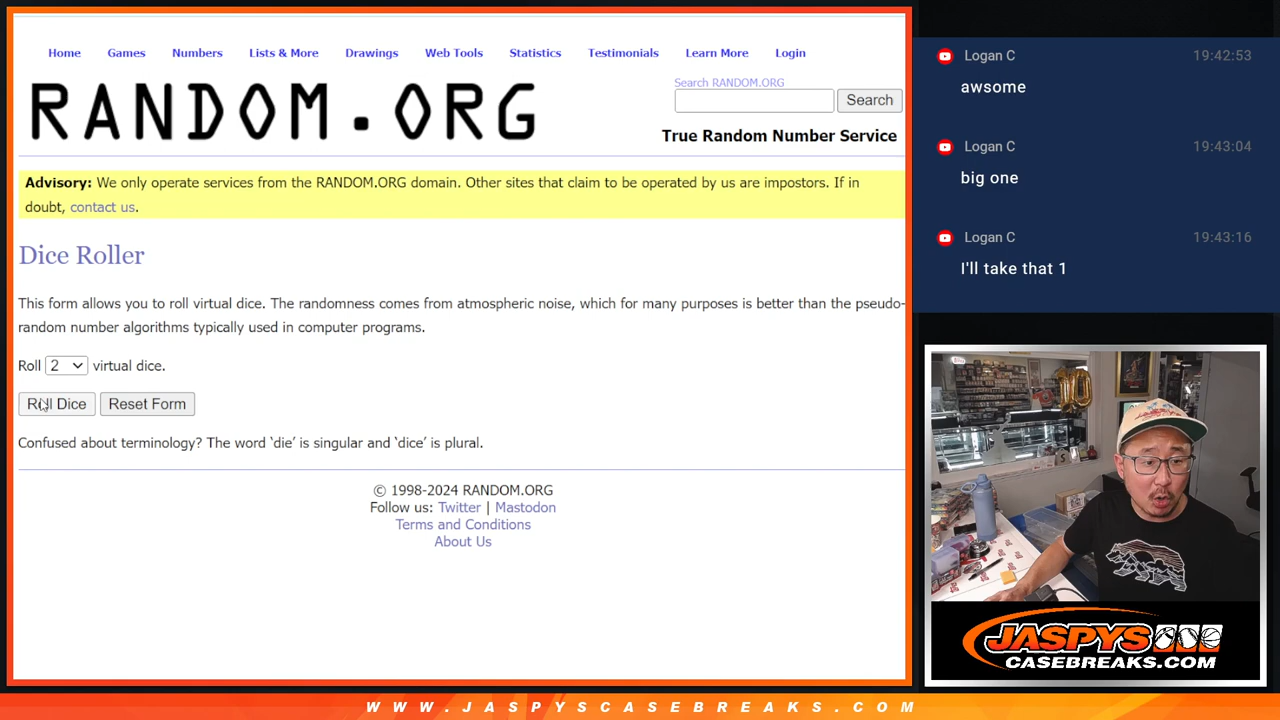 Home Games Numbers Lists & More Drawings Web Tools Statistics Testimonials Learn More Login
RANDOM.ORG
Search RANDOM.ORG
Search
True Random Number Service
Advisory: We only operate services from the RANDOM.ORG domain. Other sites that claim to be operated by us are impostors. If in
doubt, contact us.
Dice Roller
This form allows you to roll virtual dice. The randomness comes from atmospheric noise, which for many purposes is better than the pseudo-
random number algorithms typically used in computer programs.
Roll 2 virtual dice.
Roll Dice Reset Form
Confused about terminology? The word ‘die’ is singular and ‘dice’ is plural.
© 1998-2024 RANDOM.ORG
Follow us: Twitter | Mastodon
Terms and Conditions
About Us
Logan C 19:42:53
awsome
Logan C 19:43:04
big one
Logan C 19:43:16
I'll take that 1
10
JASPYS
CASEBREAKS.COM
WWW.JASPYSCASEBREAKS.COM